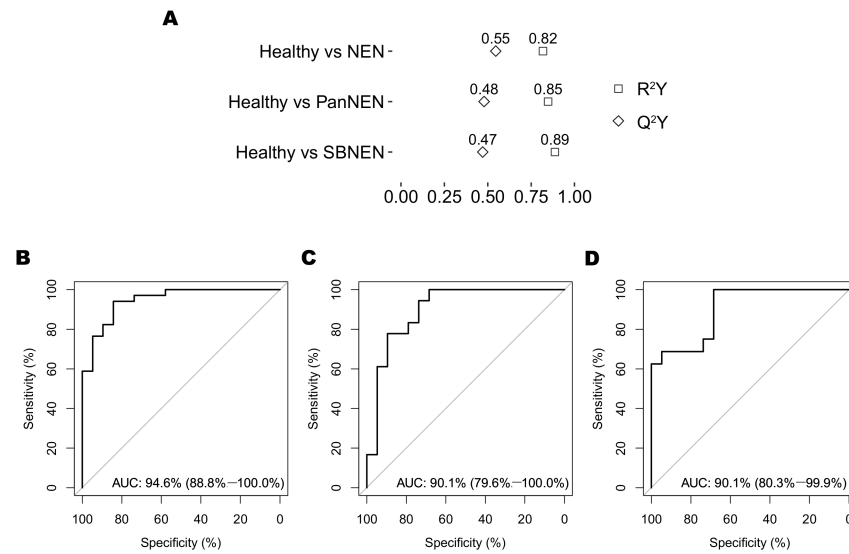 A
0.55 0.82
Healthy vs NEN
0.48 0.85
Healthy vs PanNEN
R²Y
Q²Y
0.47 0.89
Healthy vs SBNEN
0.00 0.25 0.50 0.75 1.00
B
100
80
60
40
20
0
Sensitivity (%)
AUC: 94.6% (88.8%—100.0%)
100 80 60 40 20 0
Specificity (%)
C
100
80
60
40
20
0
Sensitivity (%)
AUC: 90.1% (79.6%—100.0%)
100 80 60 40 20 0
Specificity (%)
D
100
80
60
40
20
0
Sensitivity (%)
AUC: 90.1% (80.3%—99.9%)
100 80 60 40 20 0
Specificity (%)